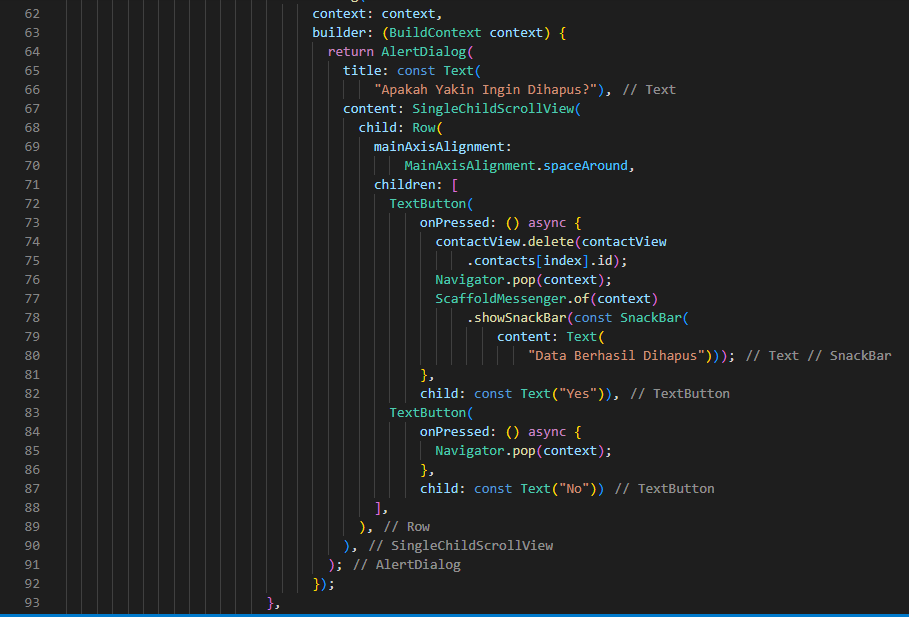 62 context: context,
63 builder: (BuildContext context) {
64 return AlertDialog(
65 title: const Text(
66 "Apakah Yakin Ingin Dihapus?"), // Text
67 content: SingleChildScrollView(
68 child: Row(
69 mainAxisAlignment:
70 MainAxisAlignment.spaceAround,
71 children: [
72 TextButton(
73 onPressed: () async {
74 contactView.delete(contactView
75 .contacts[index].id);
76 Navigator.pop(context);
77 ScaffoldMessenger.of(context)
78 .showSnackBar(const SnackBar(
79 content: Text(
80 "Data Berhasil Dihapus"))); // Text // SnackBar
81 },
82 child: const Text("Yes")), // TextButton
83 TextButton(
84 onPressed: () async {
85 Navigator.pop(context);
86 },
87 child: const Text("No")) // TextButton
88 ],
89 ), // Row
90 ), // SingleChildScrollView
91 ); // AlertDialog
92 });
93 },